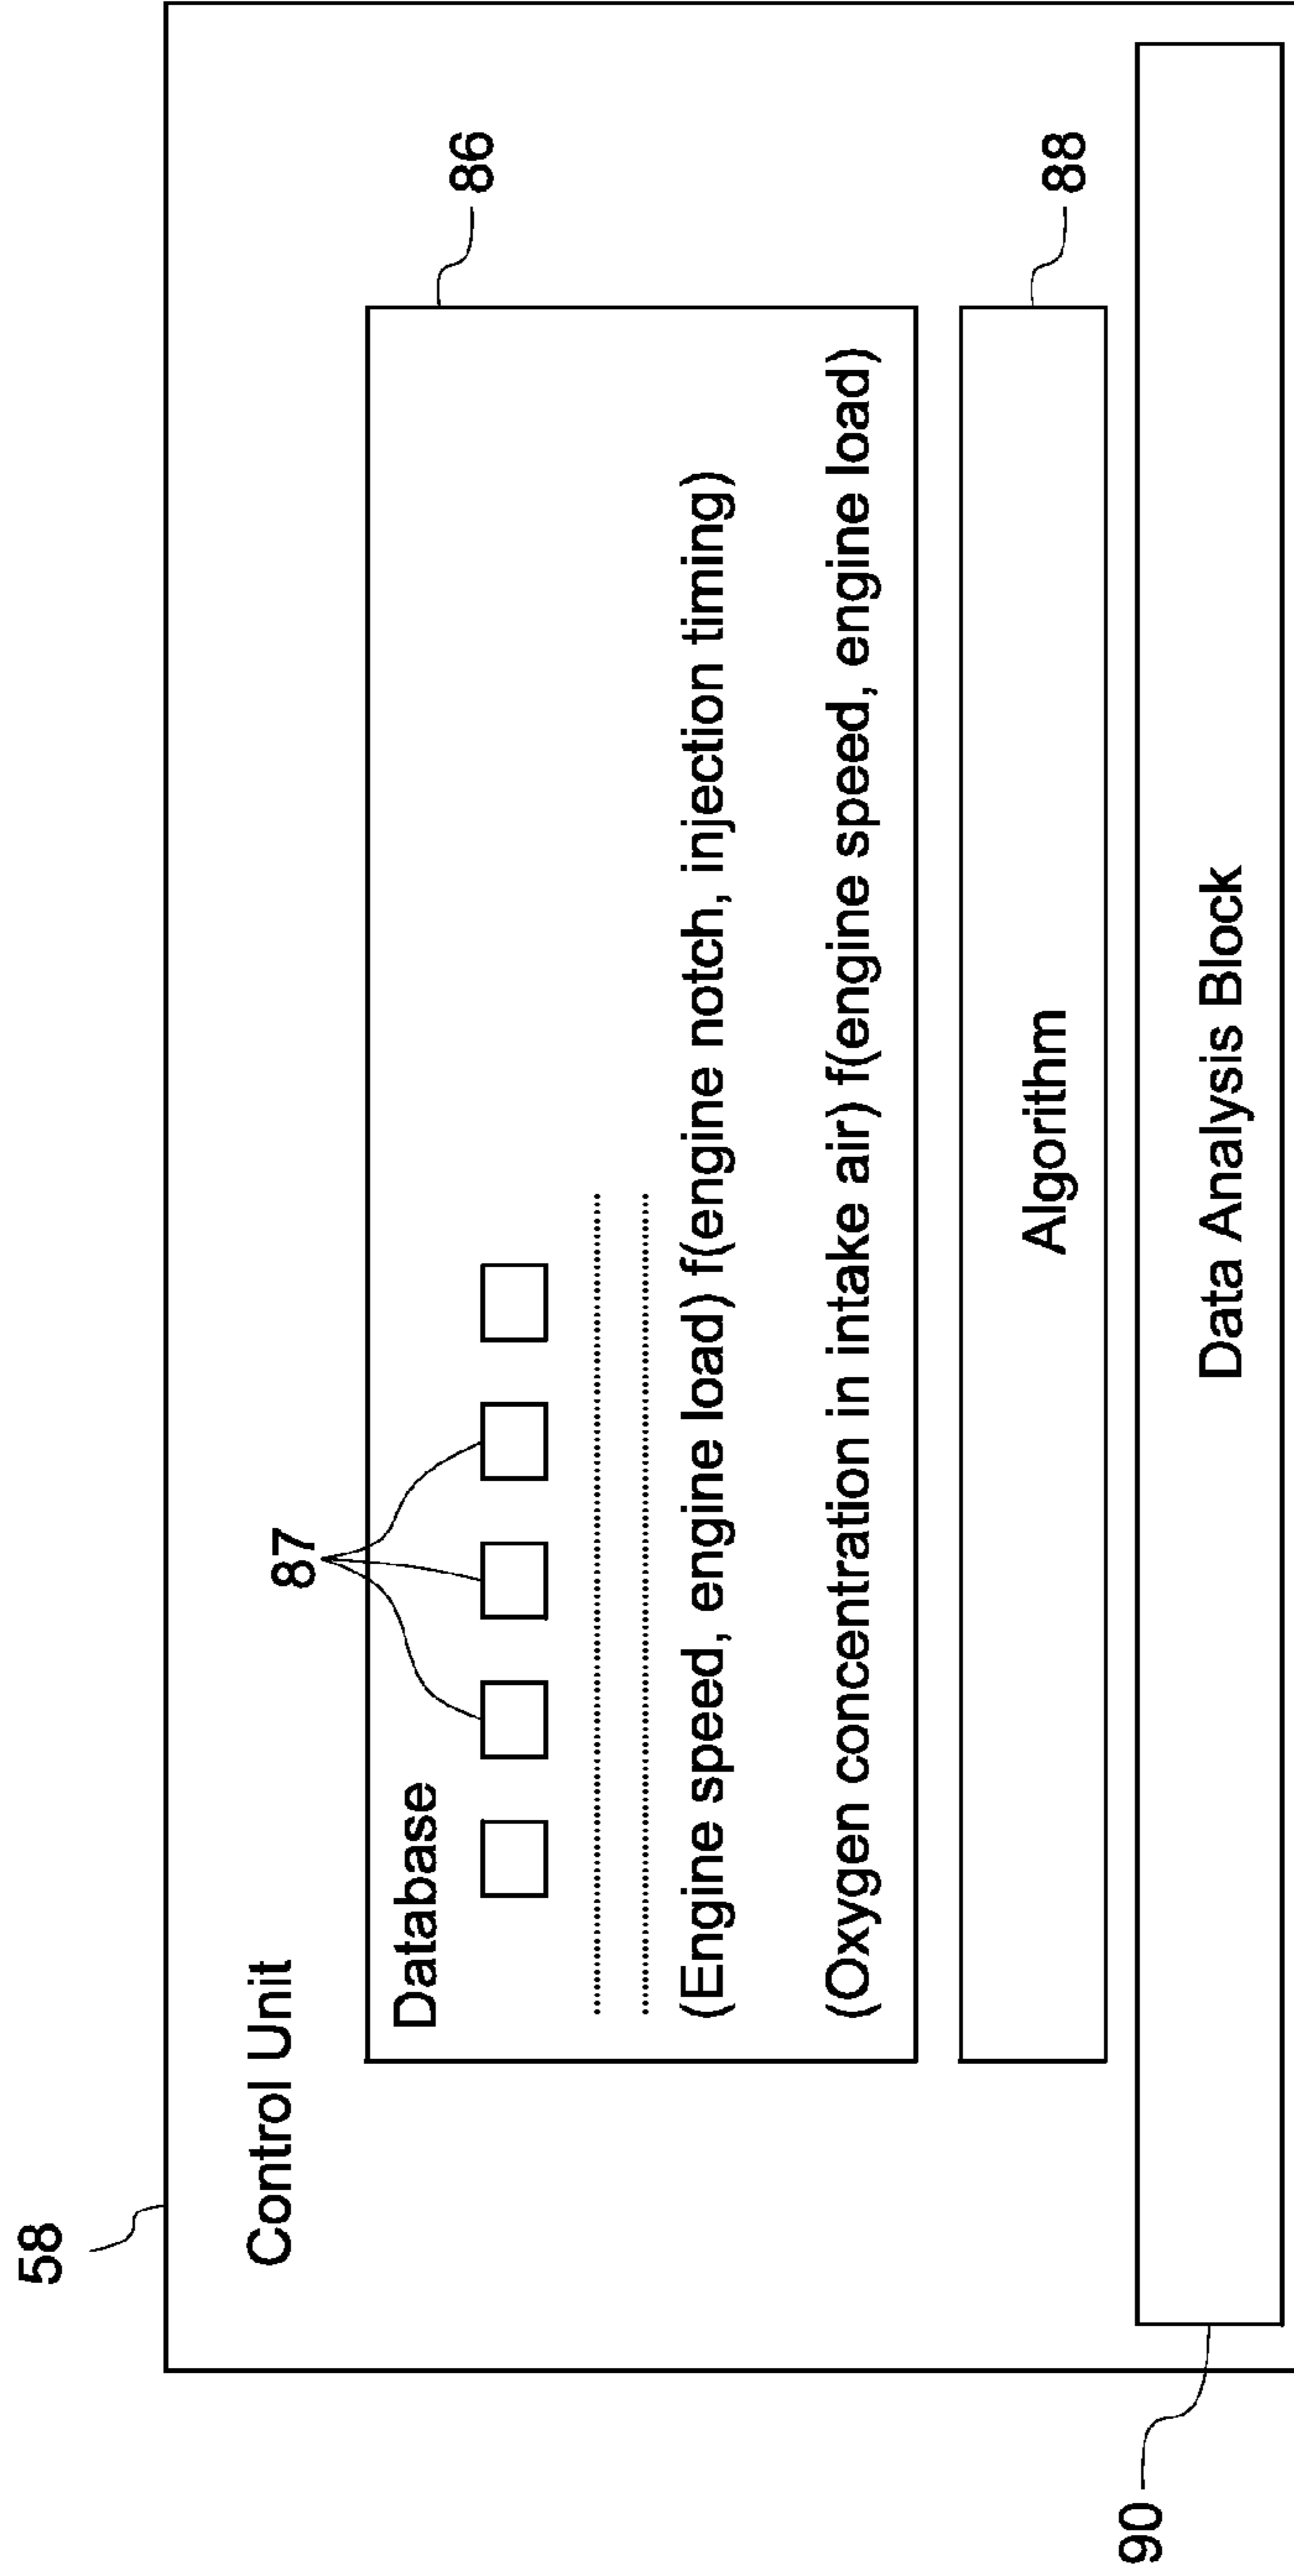 58
Control Unit
87
Database
86
(Engine speed, engine load) f(engine notch, injection timing)
(Oxygen concentration in intake air) f(engine speed, engine load)
Algorithm
88
Data Analysis Block
90